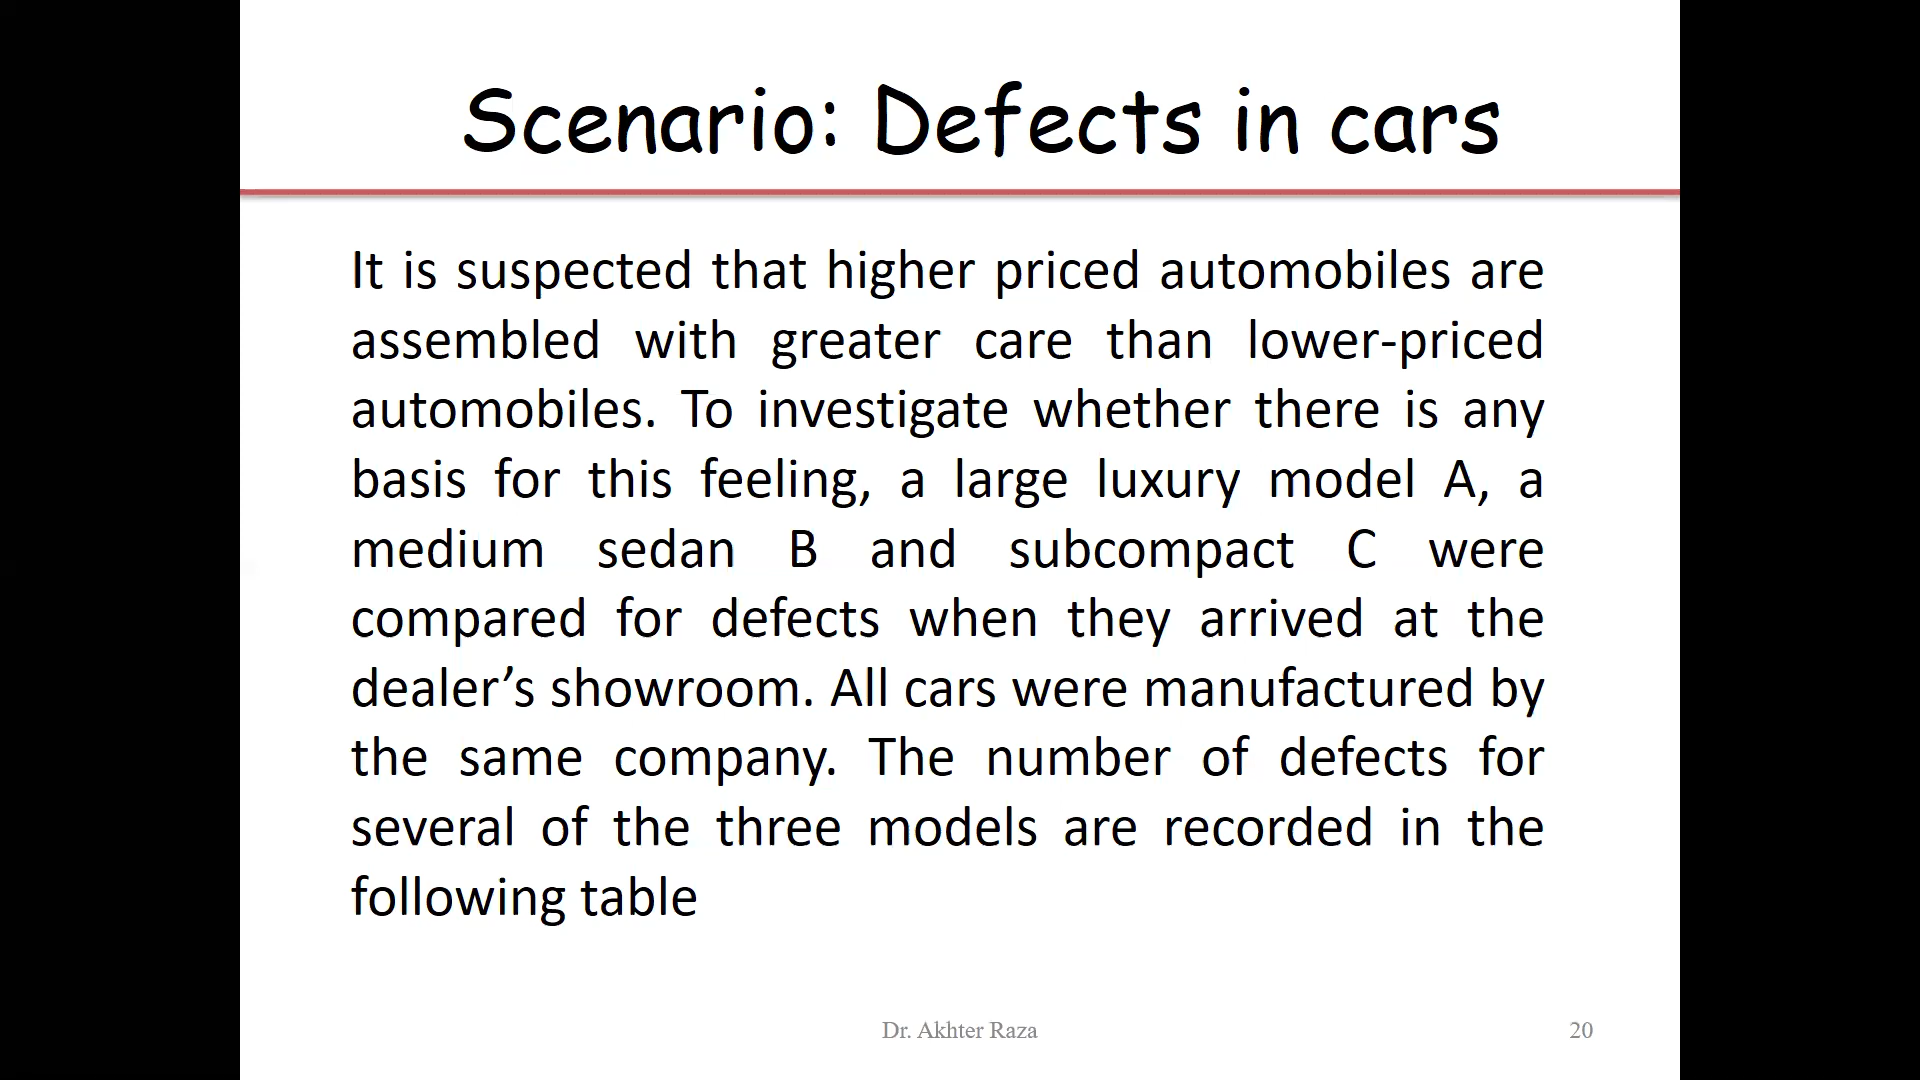 Scenario: Defects in cars
It is suspected that higher priced automobiles are
assembled with greater care than lower-priced
automobiles. To investigate whether there is any
basis for this feeling, a large luxury model A, a
medium sedan B and subcompact C were
compared for defects when they arrived at the
dealer’s showroom. All cars were manufactured by
the same company. The number of defects for
several of the three models are recorded in the
following table
Dr. Akhter Raza
20